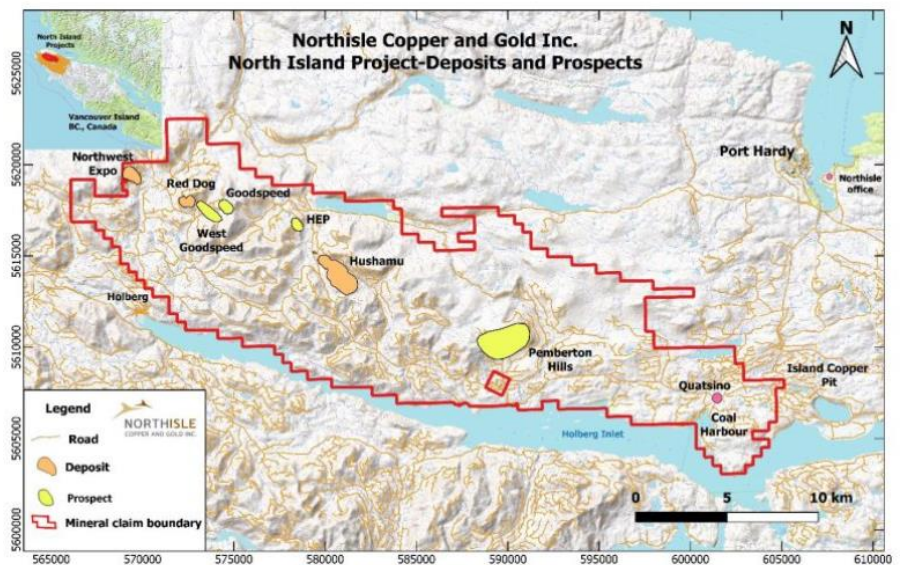 Northisle Copper and Gold Inc.
North Island Project-Deposits and Prospects
N
North Island
Projects
Vancouver Island
BC., Canada
Northwest
Expo
Red Dog
Goodspeed
West
Goodspeed
HEP
Hushamu
Port Hardy
Northisle
office
Holberg
Pemberton
Hills
Island Copper
Pit
Quatsino
Coal
Harbour
Holberg Inlet
Legend
NORTHISLE
COPPER AND GOLD INC.
Road
Deposit
Prospect
Mineral claim boundary
0 5 10 km
5625000
5620000
5615000
5610000
5605000
5600000
565000 570000 575000 580000 585000 590000 595000 600000 605000 610000